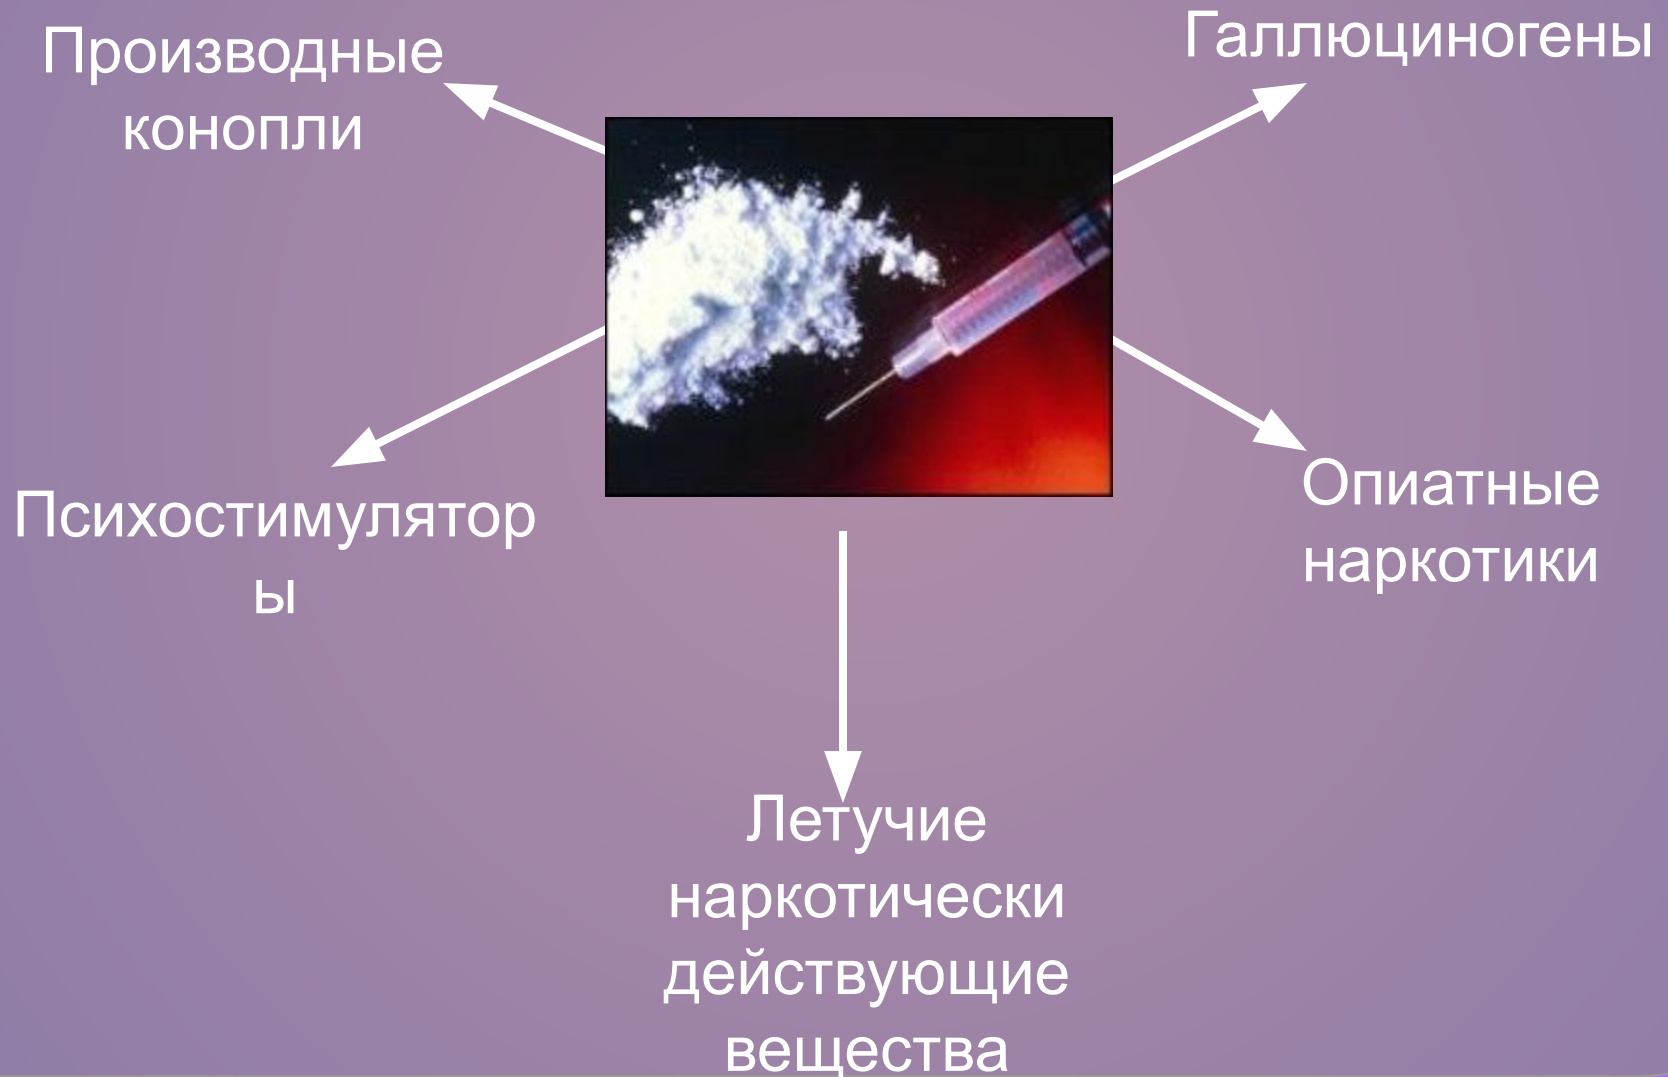 Производные
конопли
Галлюциногены
Психостимулятор
ы
Опиатные
наркотики
Летучие
наркотически
действующие
вещества